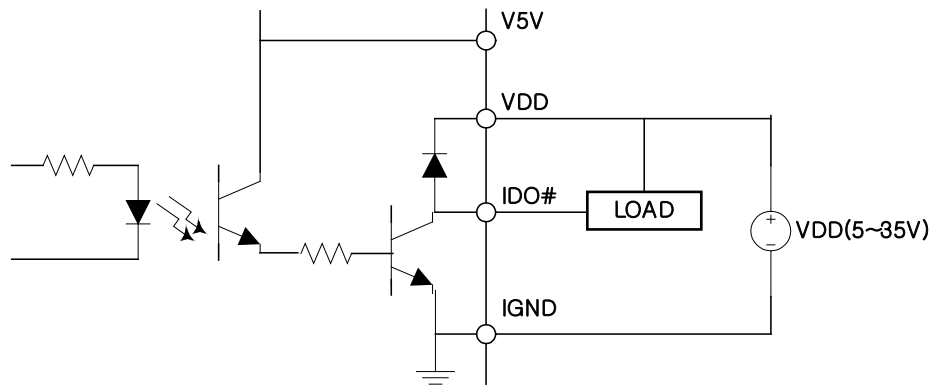 V5V
VDD
IDO#
LOAD
+
VDD(5~35V)
−
IGND